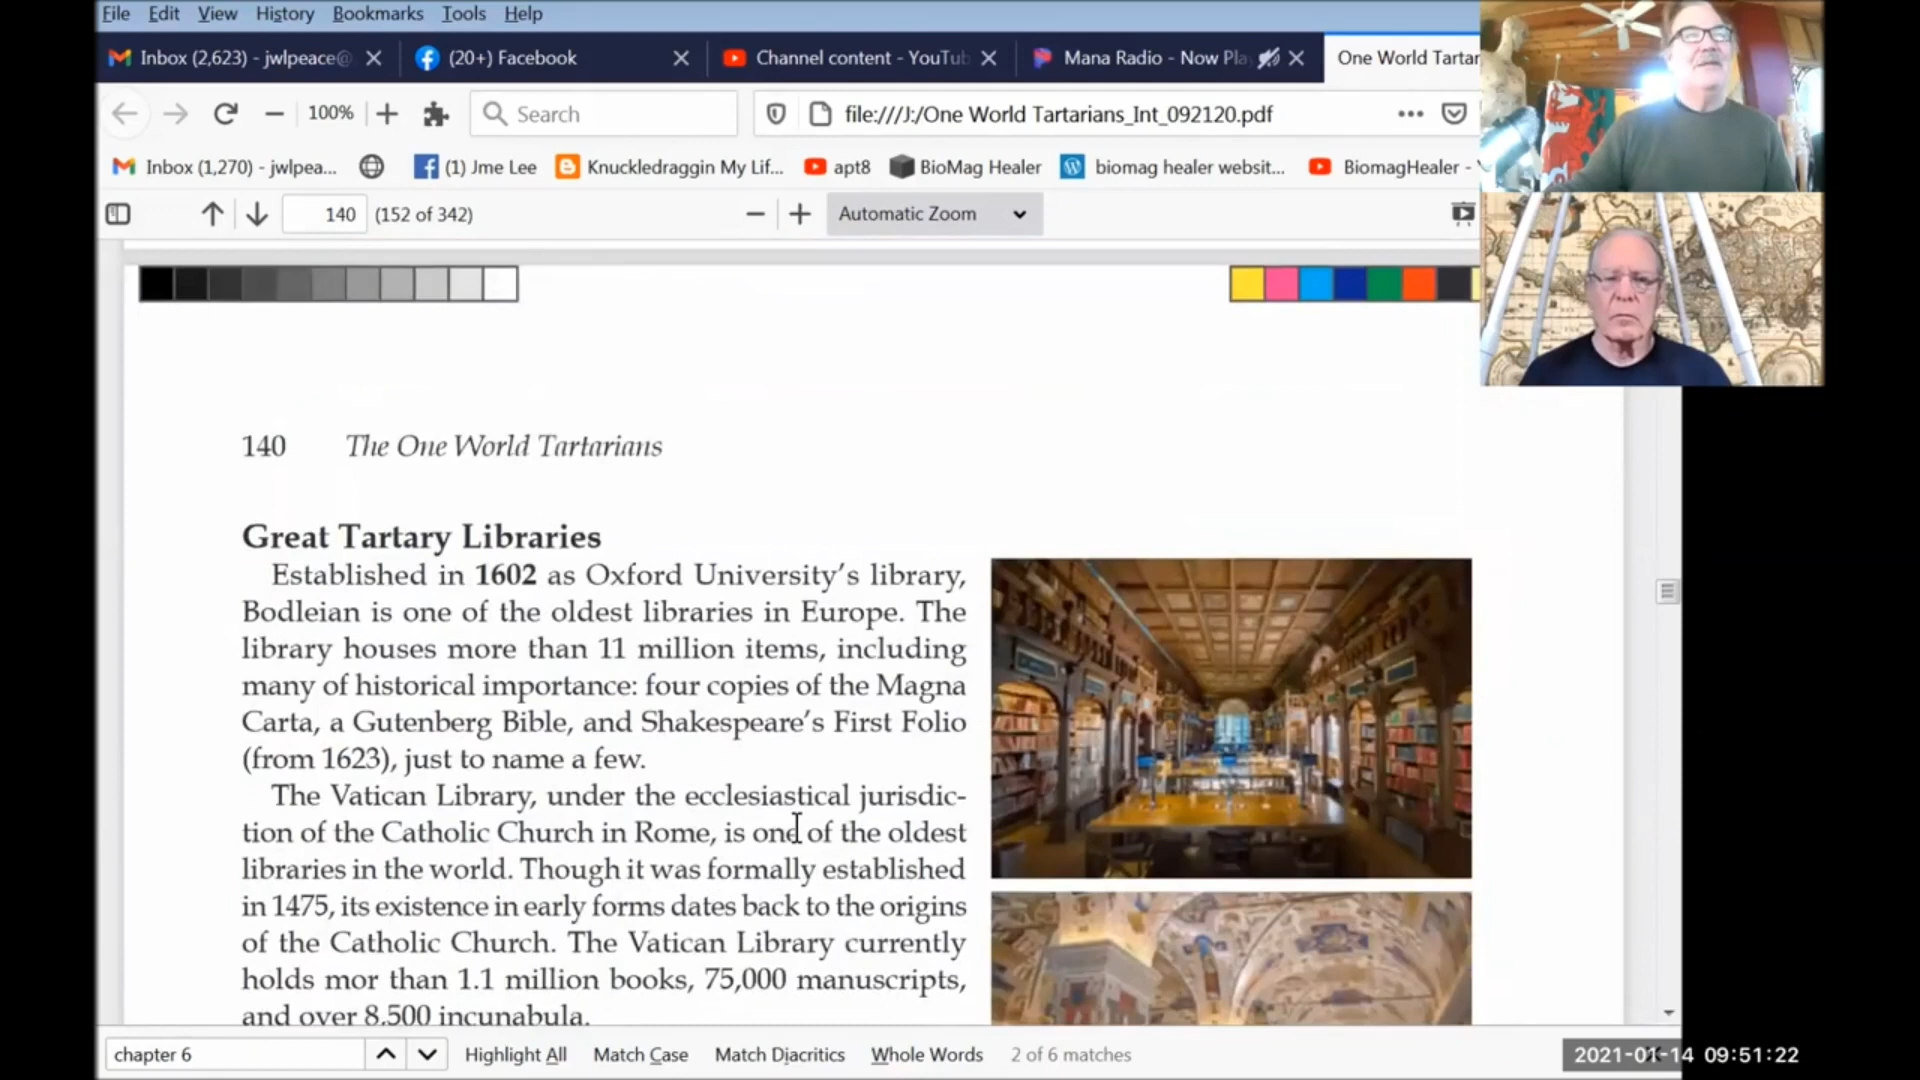 File Edit View History Bookmarks Tools Help
Inbox (2,623) - jwlpeace@ (20+) Facebook Channel content - YouTub Mana Radio - Now Pla One World Tartar
100% Search file:///J:/One World Tartarians_Int_092120.pdf
Inbox (1,270) - jwlpea... (1) Jme Lee Knuckledraggin My Lif... apt8 BioMag Healer biomag healer websit... BiomagHealer -
140 (152 of 342) Automatic Zoom
140 The One World Tartarians
Great Tartary Libraries
Established in 1602 as Oxford University's library,
Bodleian is one of the oldest libraries in Europe. The
library houses more than 11 million items, including
many of historical importance: four copies of the Magna
Carta, a Gutenberg Bible, and Shakespeare's First Folio
(from 1623), just to name a few.
The Vatican Library, under the ecclesiastical jurisdic-
tion of the Catholic Church in Rome, is one of the oldest
libraries in the world. Though it was formally established
in 1475, its existence in early forms dates back to the origins
of the Catholic Church. The Vatican Library currently
holds mor than 1.1 million books, 75,000 manuscripts,
and over 8,500 incunabula.
chapter 6 Highlight All Match Case Match Diacritics Whole Words 2 of 6 matches
2021-01-14 09:51:22